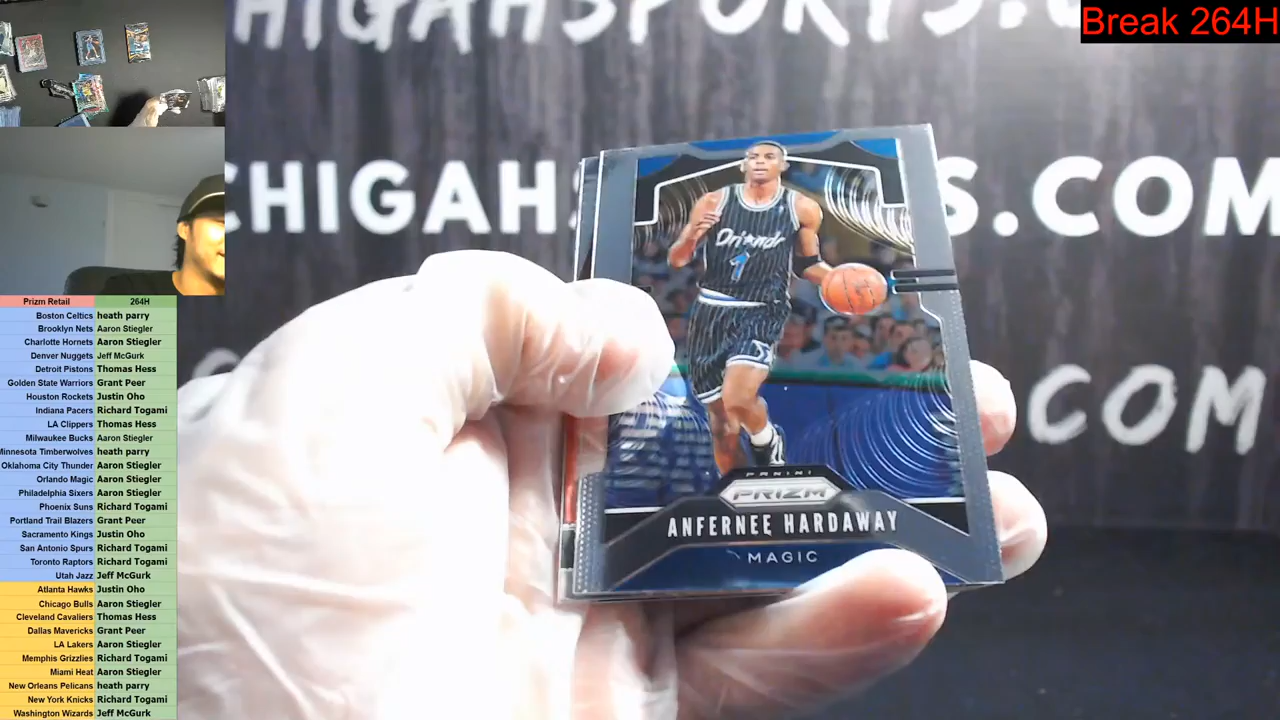 Break 264H
CHIGAHSPORTS.CO
CHIGAH S.COM
COM
Orlando
1
PANINI
PRIZM
ANFERNEE HARDAWAY
MAGIC
Prizm Retail 264H
Boston Celtics heath parry
Brooklyn Nets Aaron Stiegler
Charlotte Hornets Aaron Stiegler
Denver Nuggets Jeff McGurk
Detroit Pistons Thomas Hess
Golden State Warriors Grant Peer
Houston Rockets Justin Oho
Indiana Pacers Richard Togami
LA Clippers Thomas Hess
Milwaukee Bucks Aaron Stiegler
Minnesota Timberwolves heath parry
Oklahoma City Thunder Aaron Stiegler
Orlando Magic Aaron Stiegler
Philadelphia Sixers Aaron Stiegler
Phoenix Suns Richard Togami
Portland Trail Blazers Grant Peer
Sacramento Kings Justin Oho
San Antonio Spurs Richard Togami
Toronto Raptors Richard Togami
Utah Jazz Jeff McGurk
Atlanta Hawks Justin Oho
Chicago Bulls Aaron Stiegler
Cleveland Cavaliers Thomas Hess
Dallas Mavericks Grant Peer
LA Lakers Aaron Stiegler
Memphis Grizzlies Richard Togami
Miami Heat Aaron Stiegler
New Orleans Pelicans heath parry
New York Knicks Richard Togami
Washington Wizards Jeff McGurk